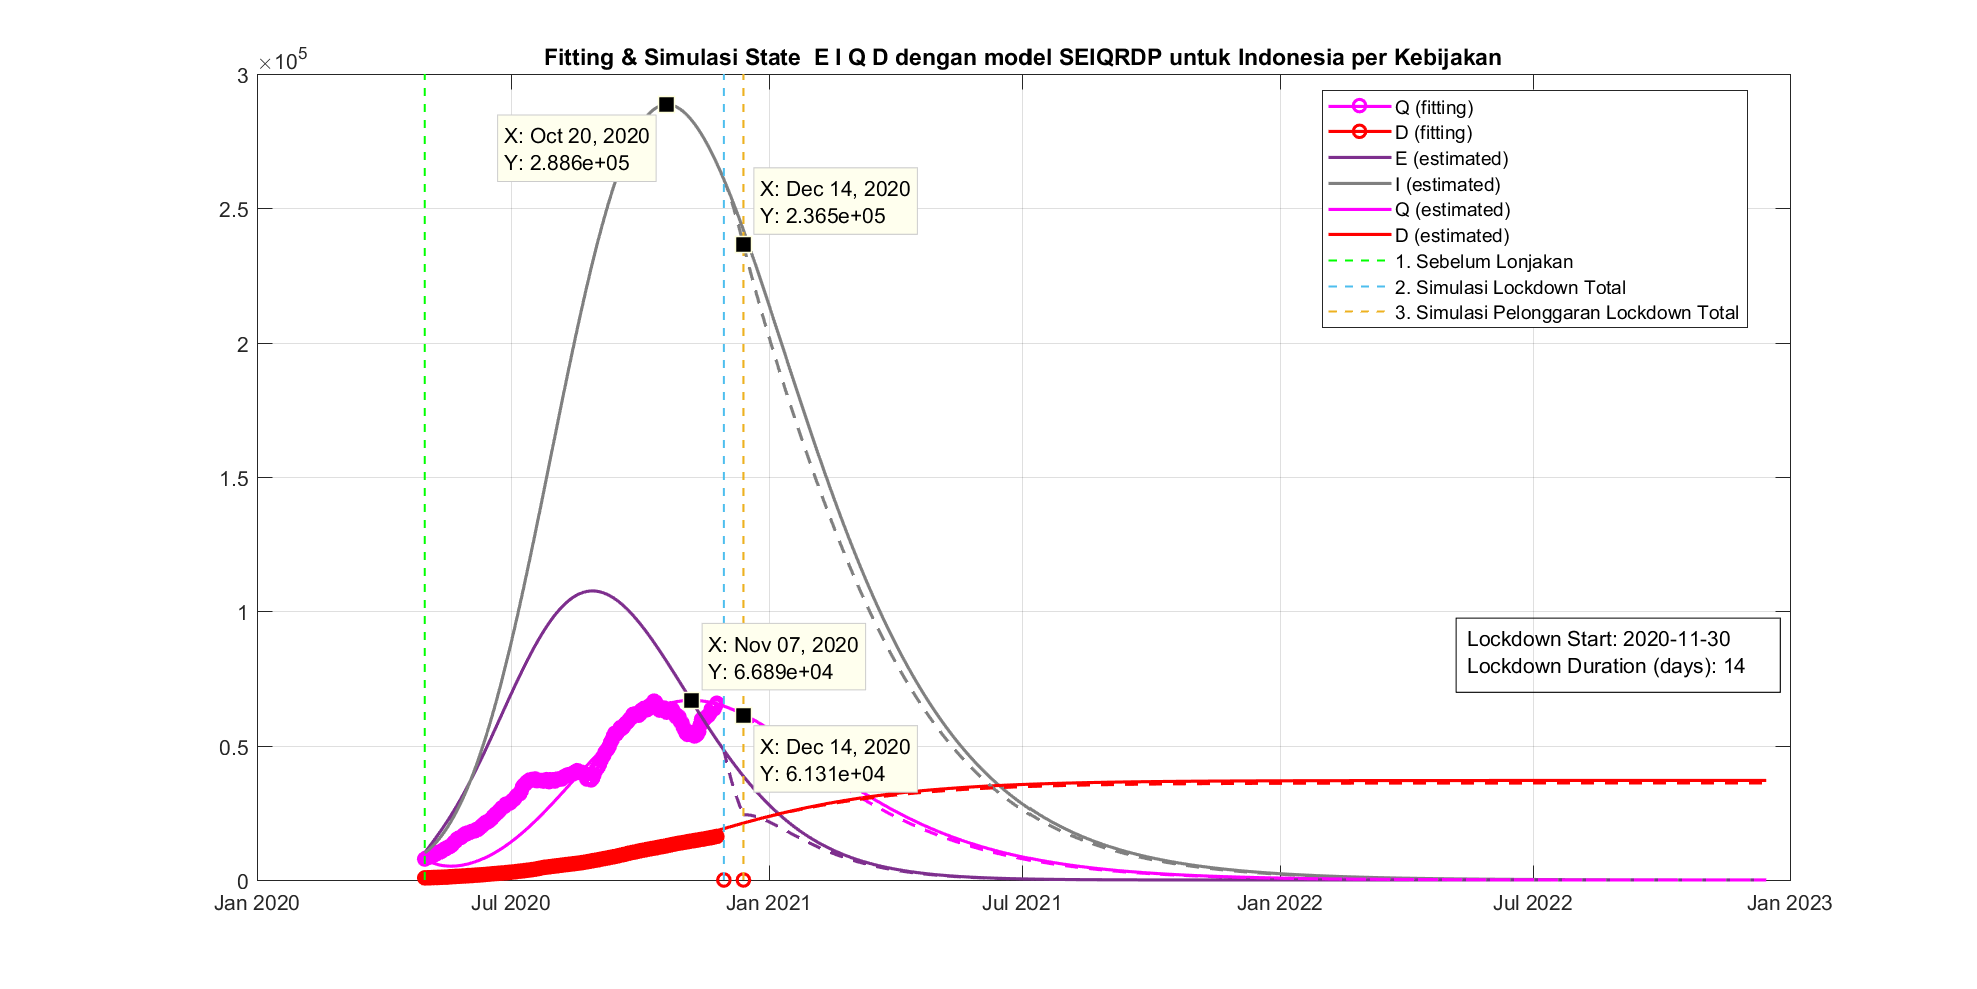 Fitting & Simulasi State  E I Q D dengan model SEIQRDP untuk Indonesia per Kebijakan
×10^5
3
2.5
2
1.5
1
0.5
0
Jan 2020
Jul 2020
Jan 2021
Jul 2021
Jan 2022
Jul 2022
Jan 2023
X: Oct 20, 2020
Y: 2.886e+05
X: Dec 14, 2020
Y: 2.365e+05
X: Nov 07, 2020
Y: 6.689e+04
X: Dec 14, 2020
Y: 6.131e+04
Q (fitting)
D (fitting)
E (estimated)
I (estimated)
Q (estimated)
D (estimated)
1. Sebelum Lonjakan
2. Simulasi Lockdown Total
3. Simulasi Pelonggaran Lockdown Total
Lockdown Start: 2020-11-30
Lockdown Duration (days): 14